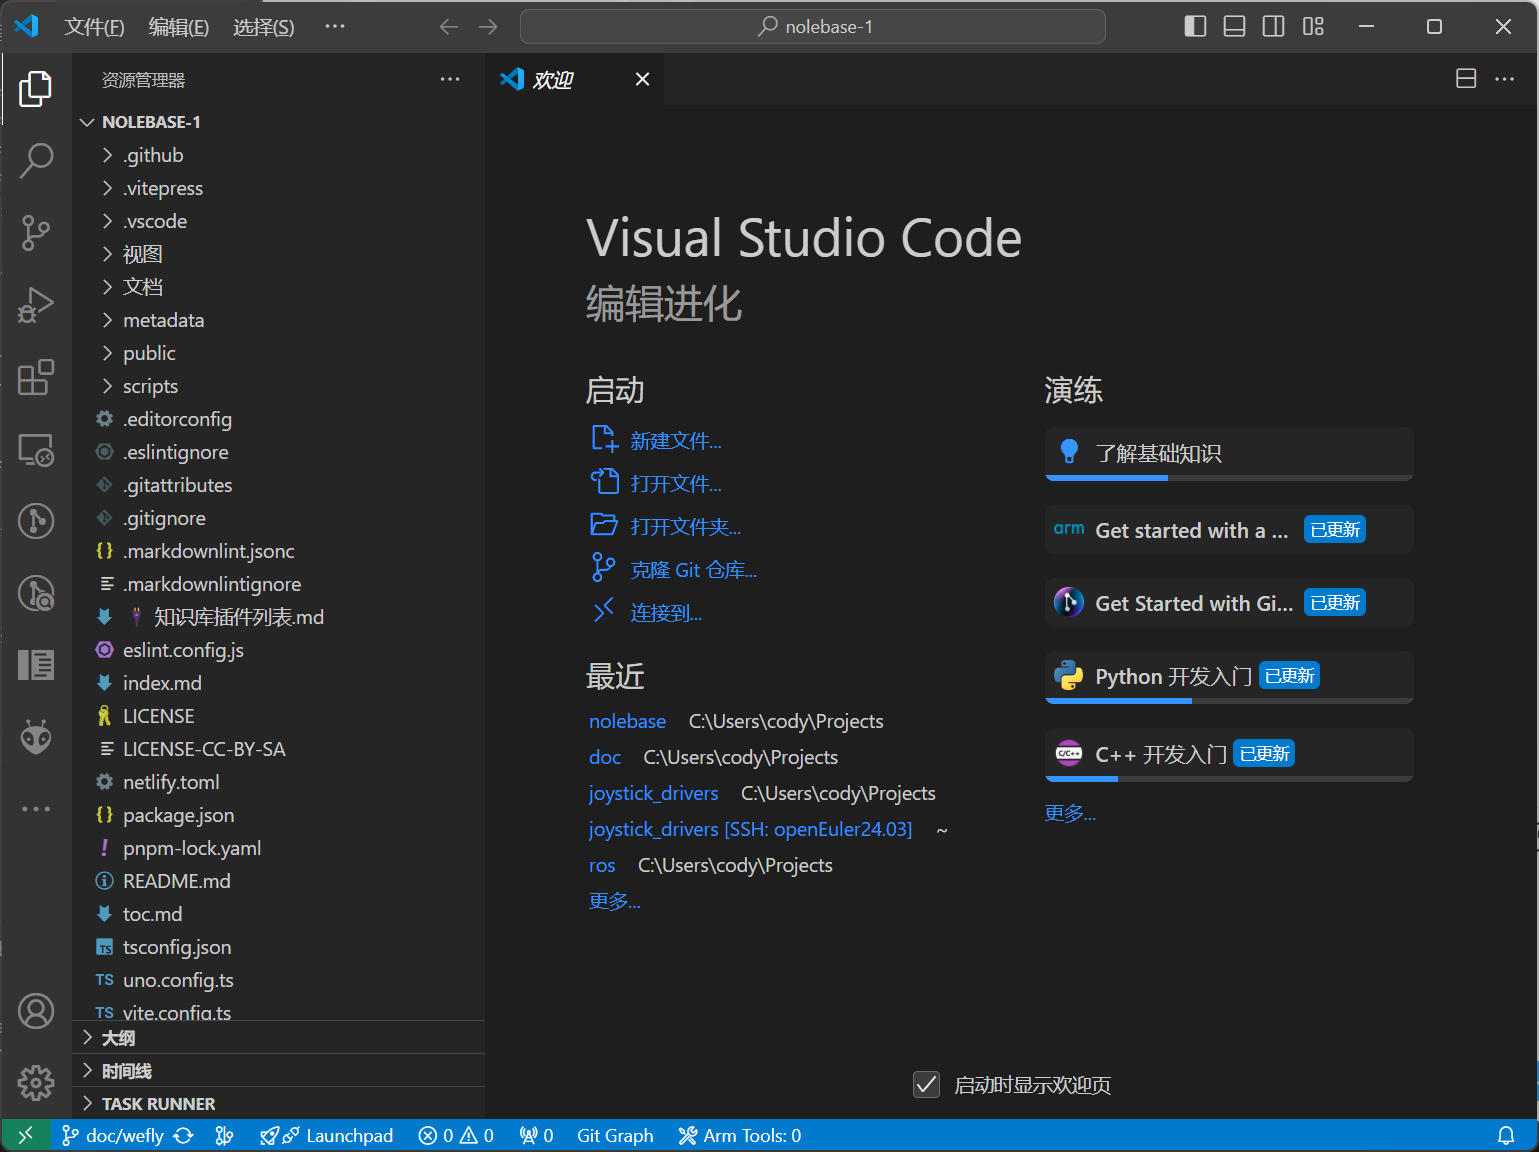 文件(F) 编辑(E) 选择(S) ··· nolebase-1
资源管理器 ···
欢迎
NOLEBASE-1
.github
.vitepress
.vscode
视图
文档
metadata
public
scripts
.editorconfig
.eslintignore
.gitattributes
.gitignore
.markdownlint.jsonc
.markdownlintignore
知识库插件列表.md
eslint.config.js
index.md
LICENSE
LICENSE-CC-BY-SA
netlify.toml
package.json
pnpm-lock.yaml
README.md
toc.md
tsconfig.json
TS uno.config.ts
TS vite.config.ts
大纲
时间线
TASK RUNNER
Visual Studio Code
编辑进化
启动
新建文件...
打开文件...
打开文件夹...
克隆 Git 仓库...
连接到...
最近
nolebase C:\Users\cody\Projects
doc C:\Users\cody\Projects
joystick_drivers C:\Users\cody\Projects
joystick_drivers [SSH: openEuler24.03] ~
ros C:\Users\cody\Projects
更多...
演练
了解基础知识
arm Get started with a ... 已更新
Get Started with Gi... 已更新
Python 开发入门 已更新
C/C++ C++ 开发入门 已更新
更多...
启动时显示欢迎页
doc/wefly Launchpad 0 0 0 Git Graph Arm Tools: 0